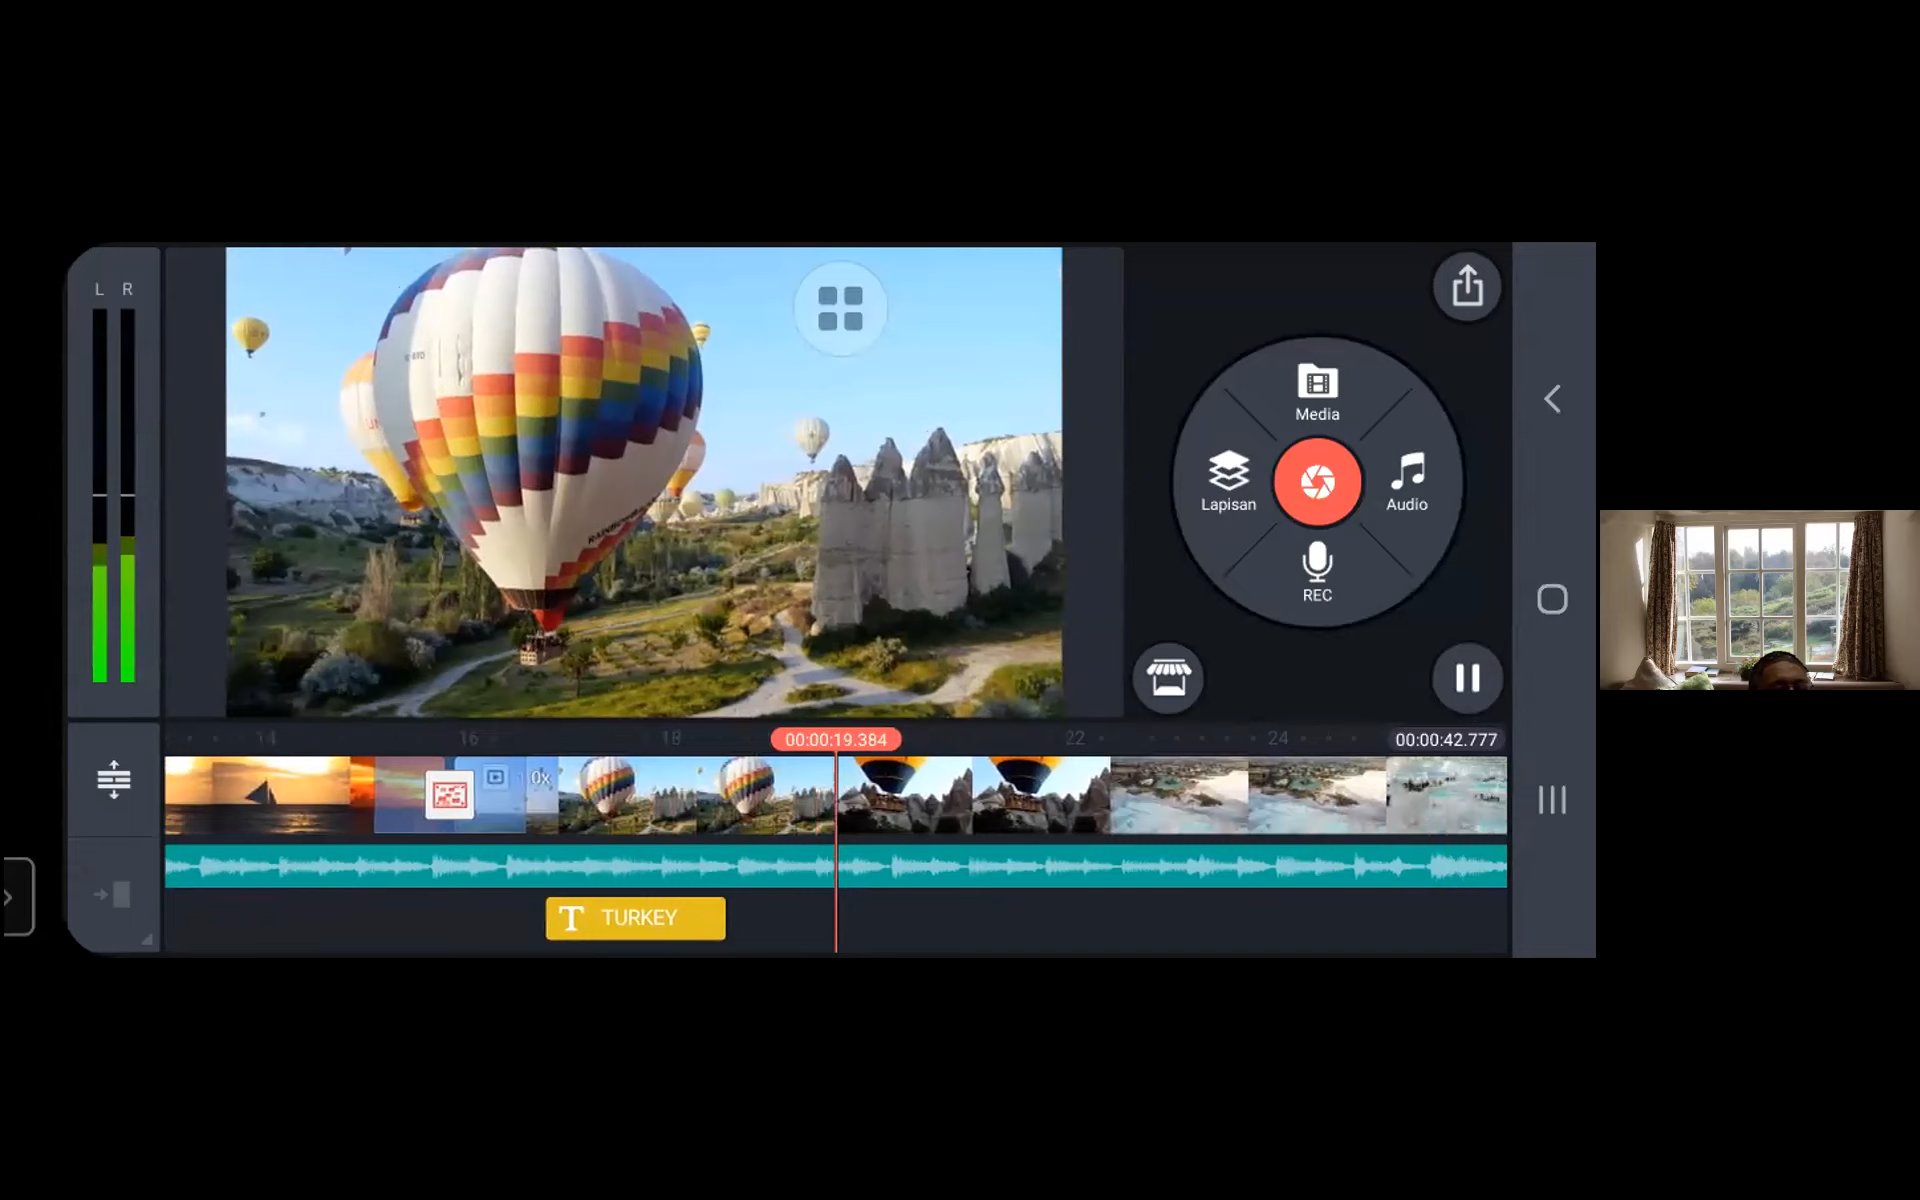 L R
Media
Lapisan
Audio
REC
14
16
18
00:00:19.384
22
24
00:00:42.777
0x
T TURKEY